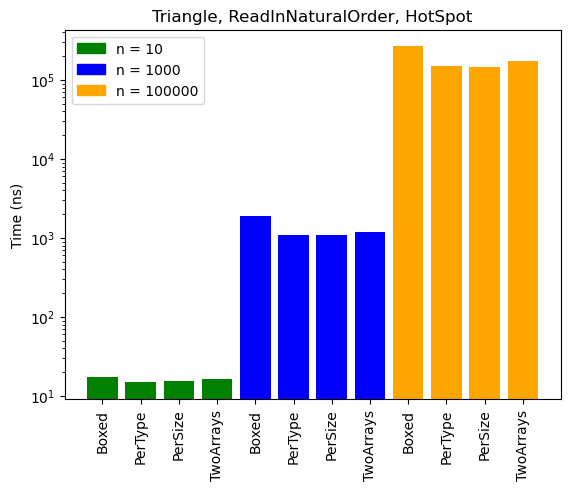 Triangle, ReadInNaturalOrder, HotSpot
n = 10
n = 1000
n = 100000
Time (ns)
10^5
10^4
10^3
10^2
10^1
Boxed
PerType
PerSize
TwoArrays
Boxed
PerType
PerSize
TwoArrays
Boxed
PerType
PerSize
TwoArrays